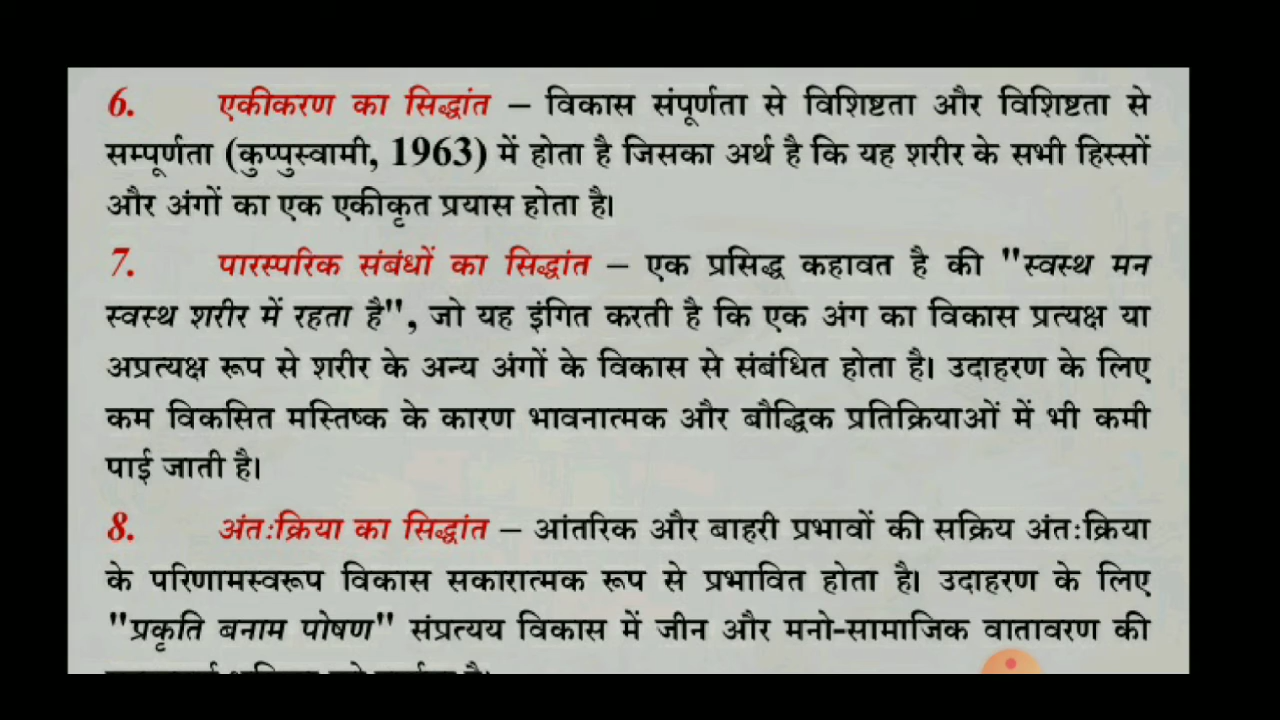 6. एकीकरण का सिद्धांत – विकास संपूर्णता से विशिष्टता और विशिष्टता से
सम्पूर्णता (कुप्पुस्वामी, 1963) में होता है जिसका अर्थ है कि यह शरीर के सभी हिस्सों
और अंगों का एक एकीकृत प्रयास होता है।
7. पारस्परिक संबंधों का सिद्धांत – एक प्रसिद्ध कहावत है की "स्वस्थ मन
स्वस्थ शरीर में रहता है", जो यह इंगित करती है कि एक अंग का विकास प्रत्यक्ष या
अप्रत्यक्ष रूप से शरीर के अन्य अंगों के विकास से संबंधित होता है। उदाहरण के लिए
कम विकसित मस्तिष्क के कारण भावनात्मक और बौद्धिक प्रतिक्रियाओं में भी कमी
पाई जाती है।
8. अंतःक्रिया का सिद्धांत – आंतरिक और बाहरी प्रभावों की सक्रिय अंतःक्रिया
के परिणामस्वरूप विकास सकारात्मक रूप से प्रभावित होता है। उदाहरण के लिए
"प्रकृति बनाम पोषण" संप्रत्यय विकास में जीन और मनो-सामाजिक वातावरण की